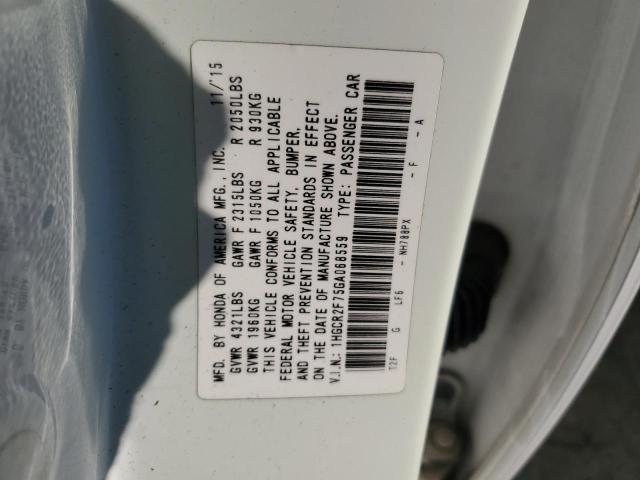 MFD. BY HONDA OF AMERICA MFG., INC. 11/'15
GVWR 4321LBS GAWR F 2315LBS R 2050LBS
GVWR 1960KG GAWR F 1050KG R 930KG
THIS VEHICLE CONFORMS TO ALL APPLICABLE
FEDERAL MOTOR VEHICLE SAFETY, BUMPER,
AND THEFT PREVENTION STANDARDS IN EFFECT
ON THE DATE OF MANUFACTURE SHOWN ABOVE.
V.I.N.: 1HGCR2F75GA068559 TYPE: PASSENGER CAR
T2F G LF6 - NH788PX - F - A